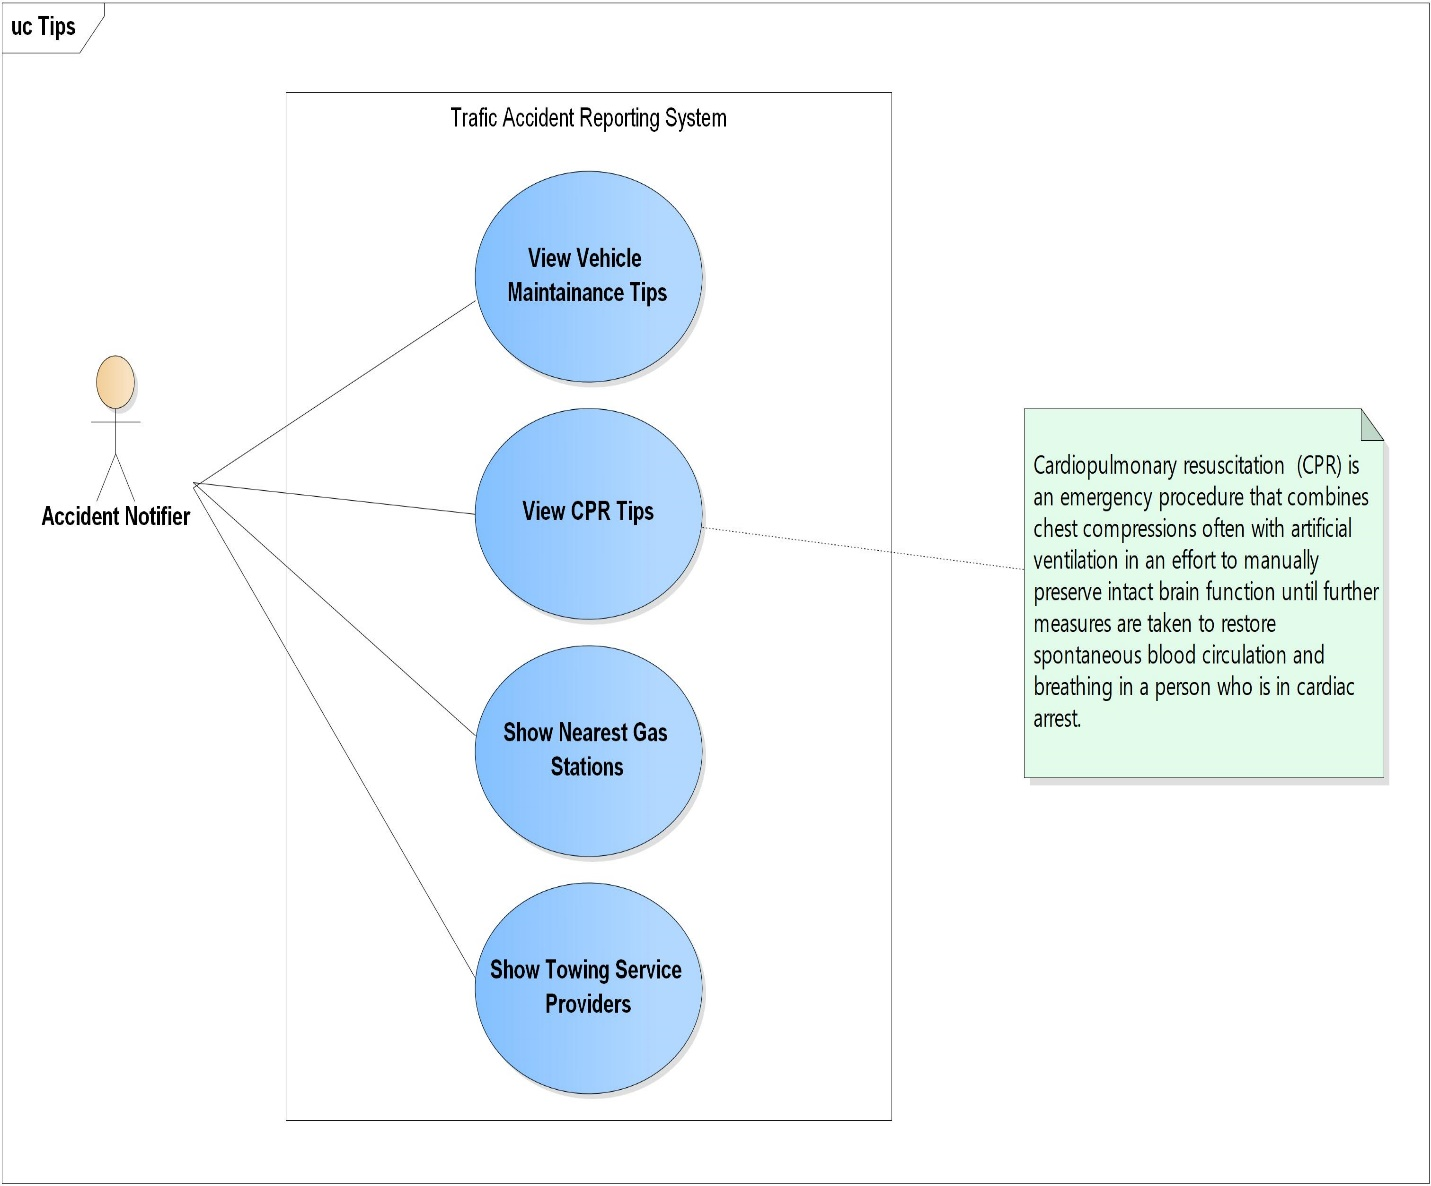 uc Tips
Trafic Accident Reporting System
View Vehicle
Maintainance Tips
Accident Notifier
View CPR Tips
Cardiopulmonary resuscitation (CPR) is
an emergency procedure that combines
chest compressions often with artificial
ventilation in an effort to manually
preserve intact brain function until further
measures are taken to restore
spontaneous blood circulation and
breathing in a person who is in cardiac
arrest.
Show Nearest Gas
Stations
Show Towing Service
Providers